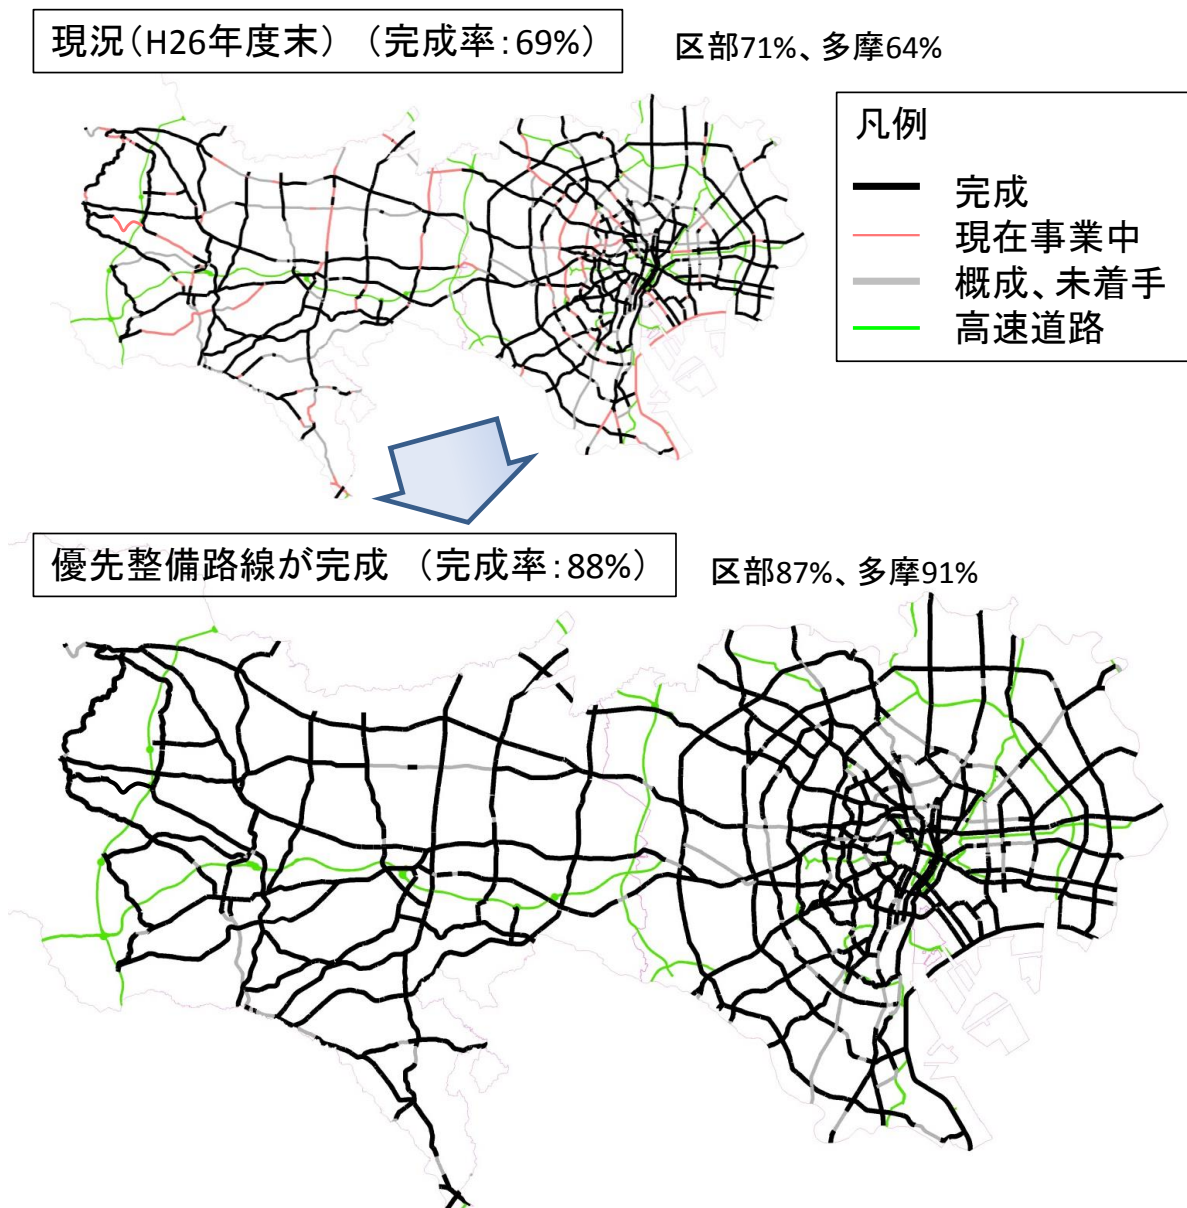 現況（H26年度末）（完成率：69%）
区部71%、多摩64%
凡例
完成
現在事業中
概成、未着手
高速道路
優先整備路線が完成 （完成率：88%）
区部87%、多摩91%